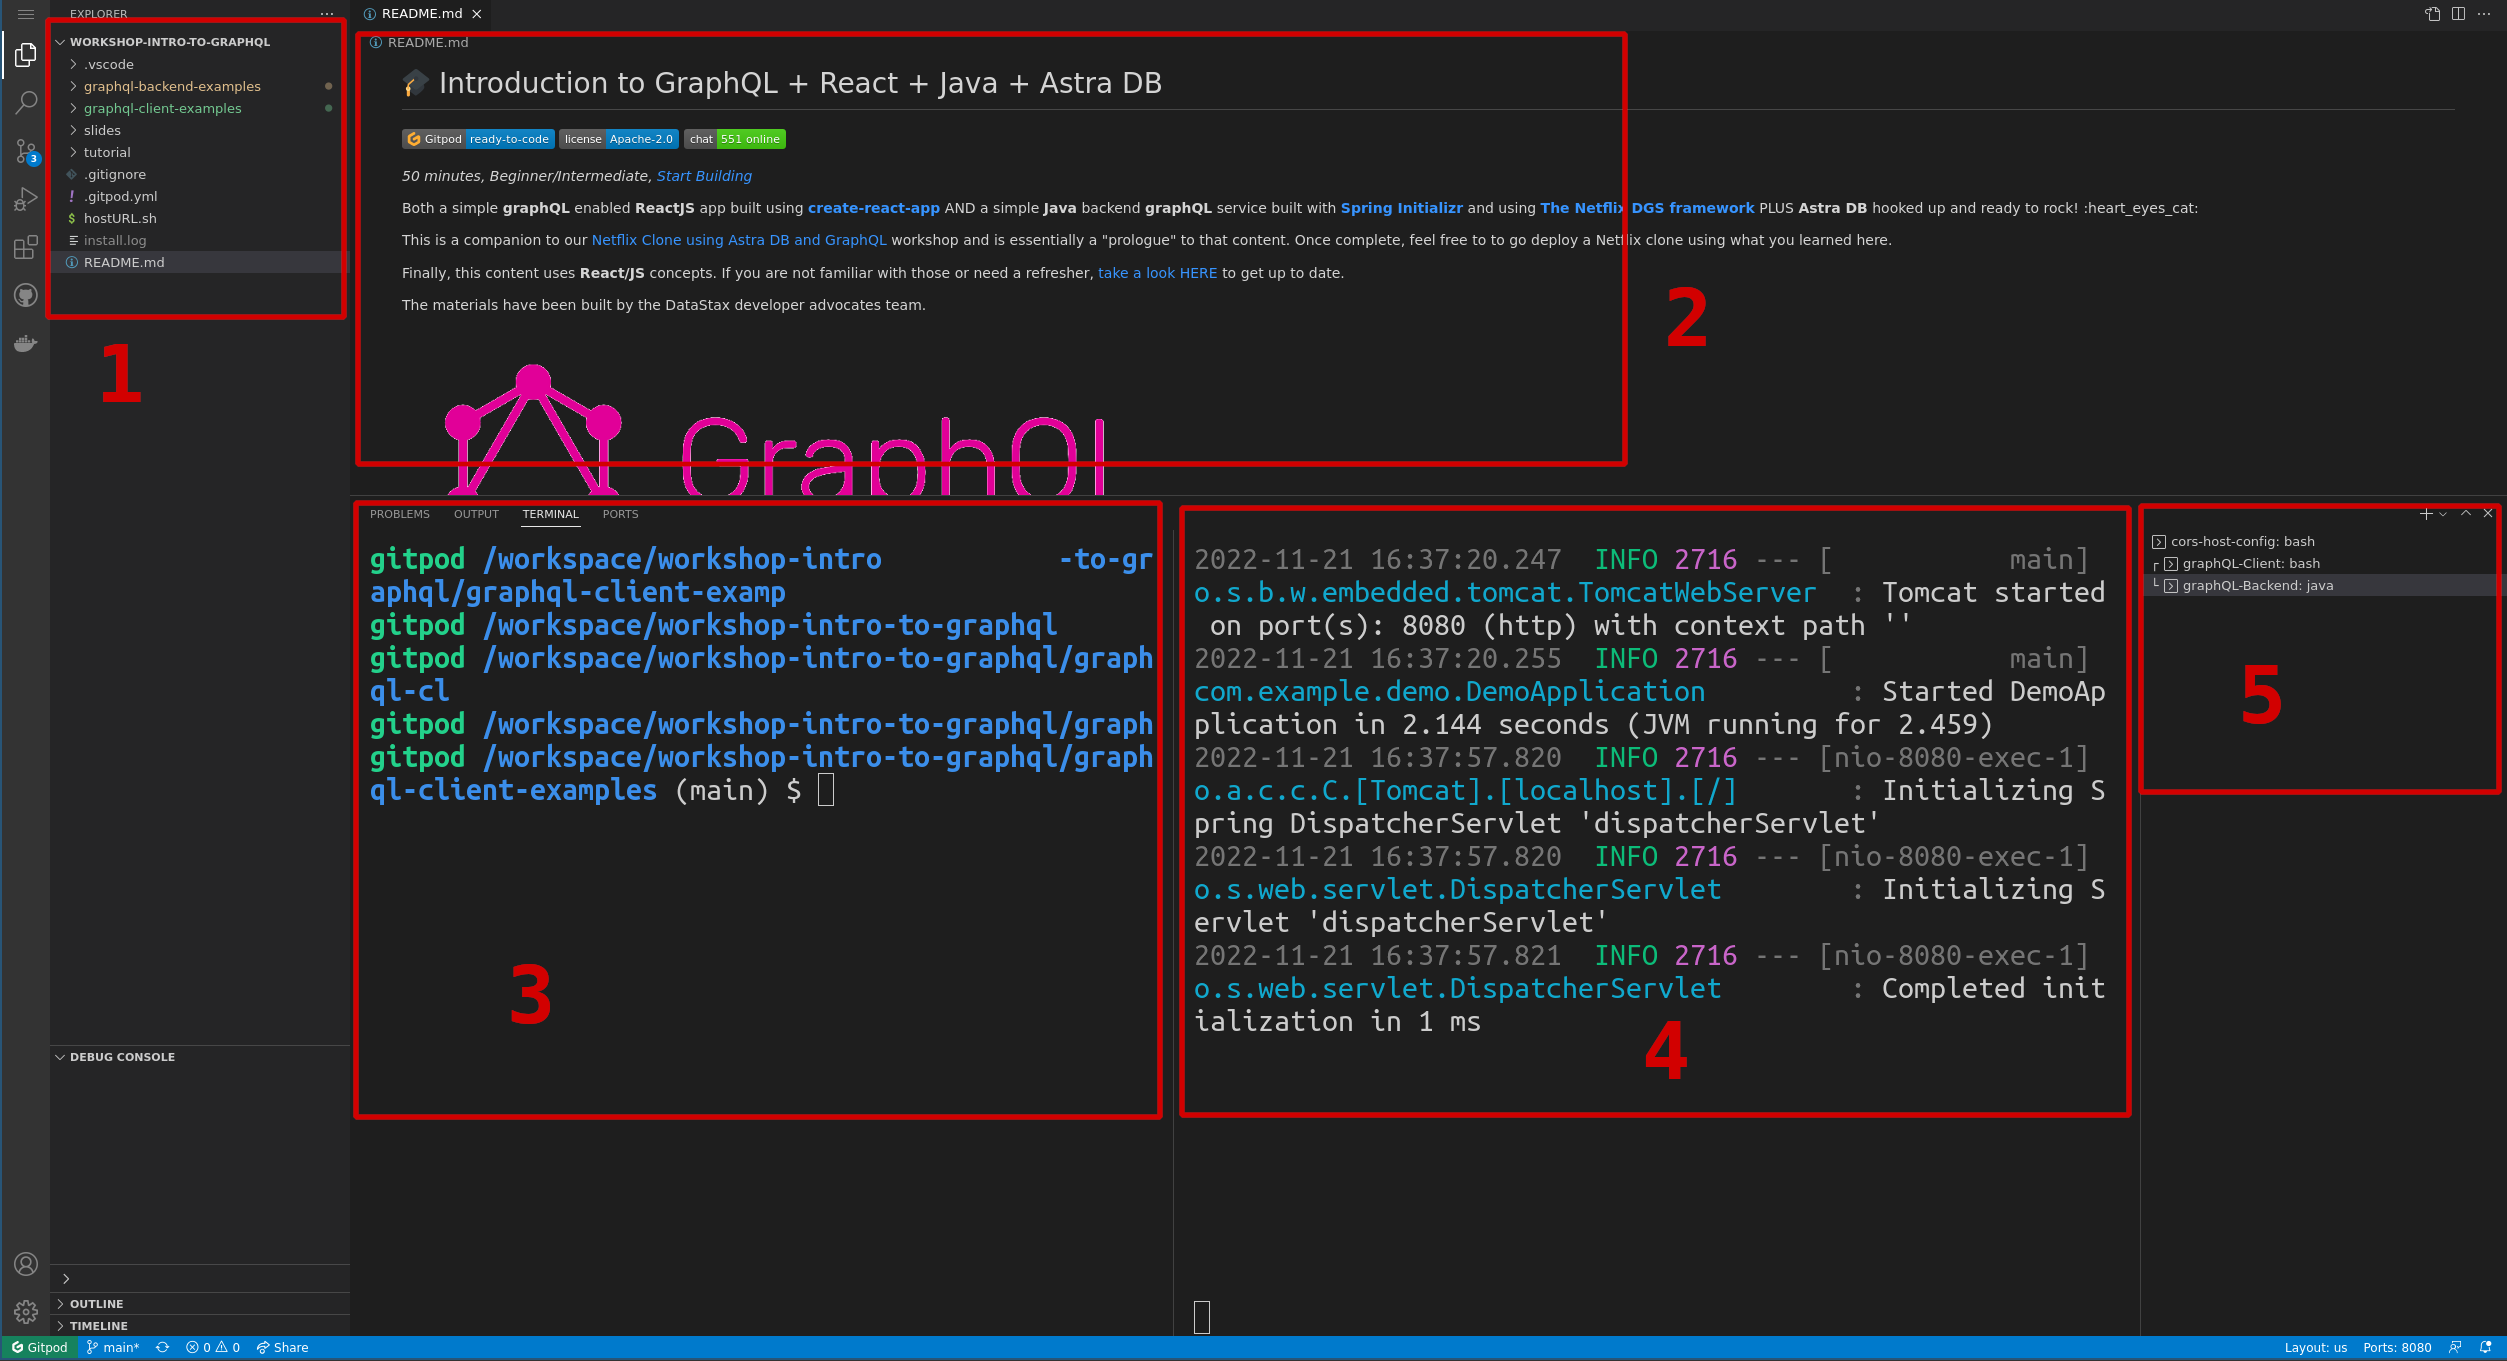 EXPLORER
README.md
WORKSHOP-INTRO-TO-GRAPHQL
.vscode
graphql-backend-examples
graphql-client-examples
slides
tutorial
.gitignore
! .gitpod.yml
$ hostURL.sh
install.log
README.md
3
1
README.md
Introduction to GraphQL + React + Java + Astra DB
Gitpod ready-to-code license Apache-2.0 chat 551 online
50 minutes, Beginner/Intermediate, Start Building
Both a simple graphQL enabled ReactJS app built using create-react-app AND a simple Java backend graphQL service built with Spring Initializr and using The Netflix DGS framework PLUS Astra DB hooked up and ready to rock! :heart_eyes_cat:
This is a companion to our Netflix Clone using Astra DB and GraphQL workshop and is essentially a "prologue" to that content. Once complete, feel free to to go deploy a Netflix clone using what you learned here.
Finally, this content uses React/JS concepts. If you are not familiar with those or need a refresher, take a look HERE to get up to date.
The materials have been built by the DataStax developer advocates team.
GraphQL
2
PROBLEMS OUTPUT TERMINAL PORTS
gitpod /workspace/workshop-intro -to-gr
aphql/graphql-client-examp
gitpod /workspace/workshop-intro-to-graphql
gitpod /workspace/workshop-intro-to-graphql/graph
ql-cl
gitpod /workspace/workshop-intro-to-graphql/graph
gitpod /workspace/workshop-intro-to-graphql/graph
ql-client-examples (main) $
3
2022-11-21 16:37:20.247 INFO 2716 --- [ main]
o.s.b.w.embedded.tomcat.TomcatWebServer : Tomcat started
on port(s): 8080 (http) with context path ''
2022-11-21 16:37:20.255 INFO 2716 --- [ main]
com.example.demo.DemoApplication : Started DemoAp
plication in 2.144 seconds (JVM running for 2.459)
2022-11-21 16:37:57.820 INFO 2716 --- [nio-8080-exec-1]
o.a.c.c.C.[Tomcat].[localhost].[/] : Initializing S
pring DispatcherServlet 'dispatcherServlet'
2022-11-21 16:37:57.820 INFO 2716 --- [nio-8080-exec-1]
o.s.web.servlet.DispatcherServlet : Initializing S
ervlet 'dispatcherServlet'
2022-11-21 16:37:57.821 INFO 2716 --- [nio-8080-exec-1]
o.s.web.servlet.DispatcherServlet : Completed init
ialization in 1 ms
4
cors-host-config: bash
graphQL-Client: bash
graphQL-Backend: java
5
DEBUG CONSOLE
OUTLINE
TIMELINE
Gitpod main* 0 0 Share
Layout: us Ports: 8080